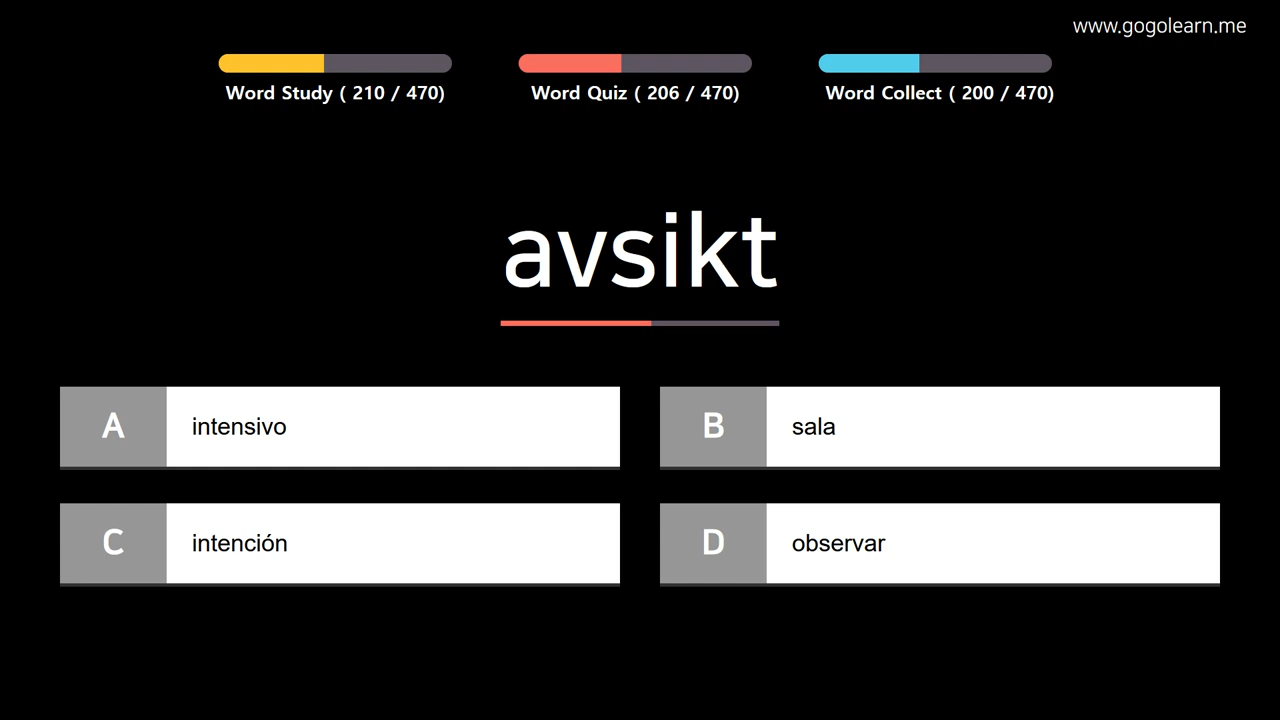 www.gogolearn.me
Word Study ( 210 / 470)
Word Quiz ( 206 / 470)
Word Collect ( 200 / 470)
avsikt
A intensivo
B sala
C intención
D observar